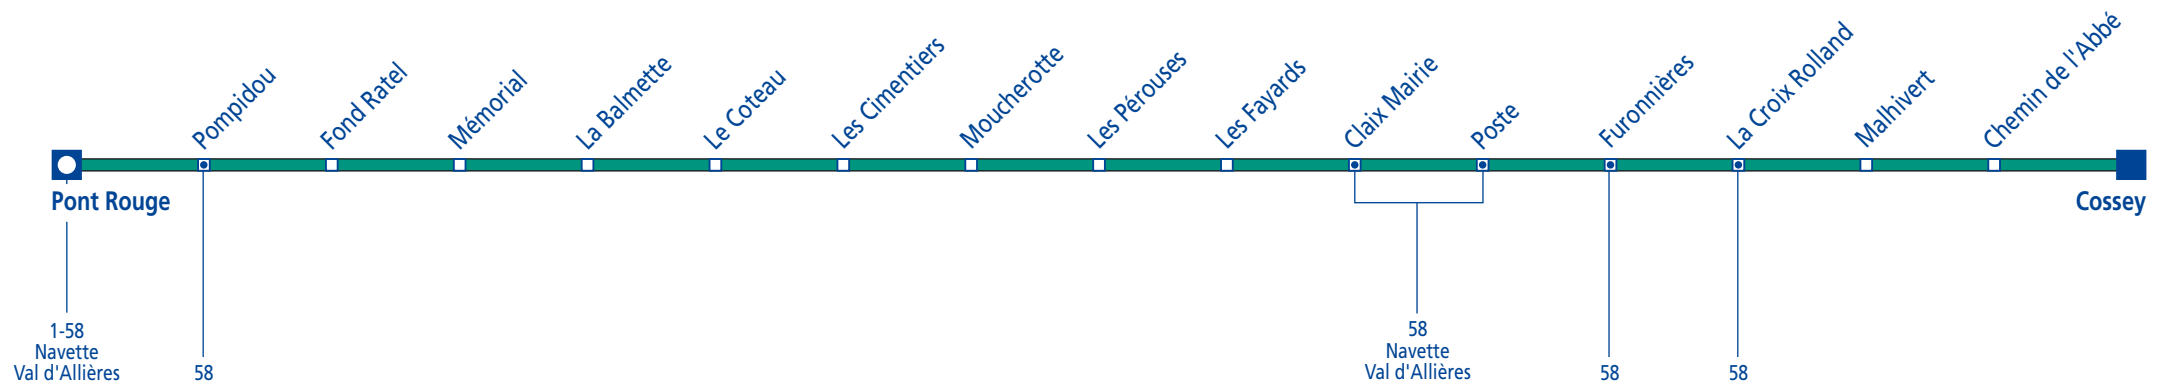 Pompidou
Fond Ratel
Mémorial
La Balmette
Le Coteau
Les Cimentiers
Moucherotte
Les Pérouses
Les Fayards
Claix Mairie
Poste
Furonnières
La Croix Rolland
Malhivert
Chemin de l'Abbé
Pont Rouge
Cossey
1-58
Navette
Val d'Allières
58
58
Navette
Val d'Allières
58
58